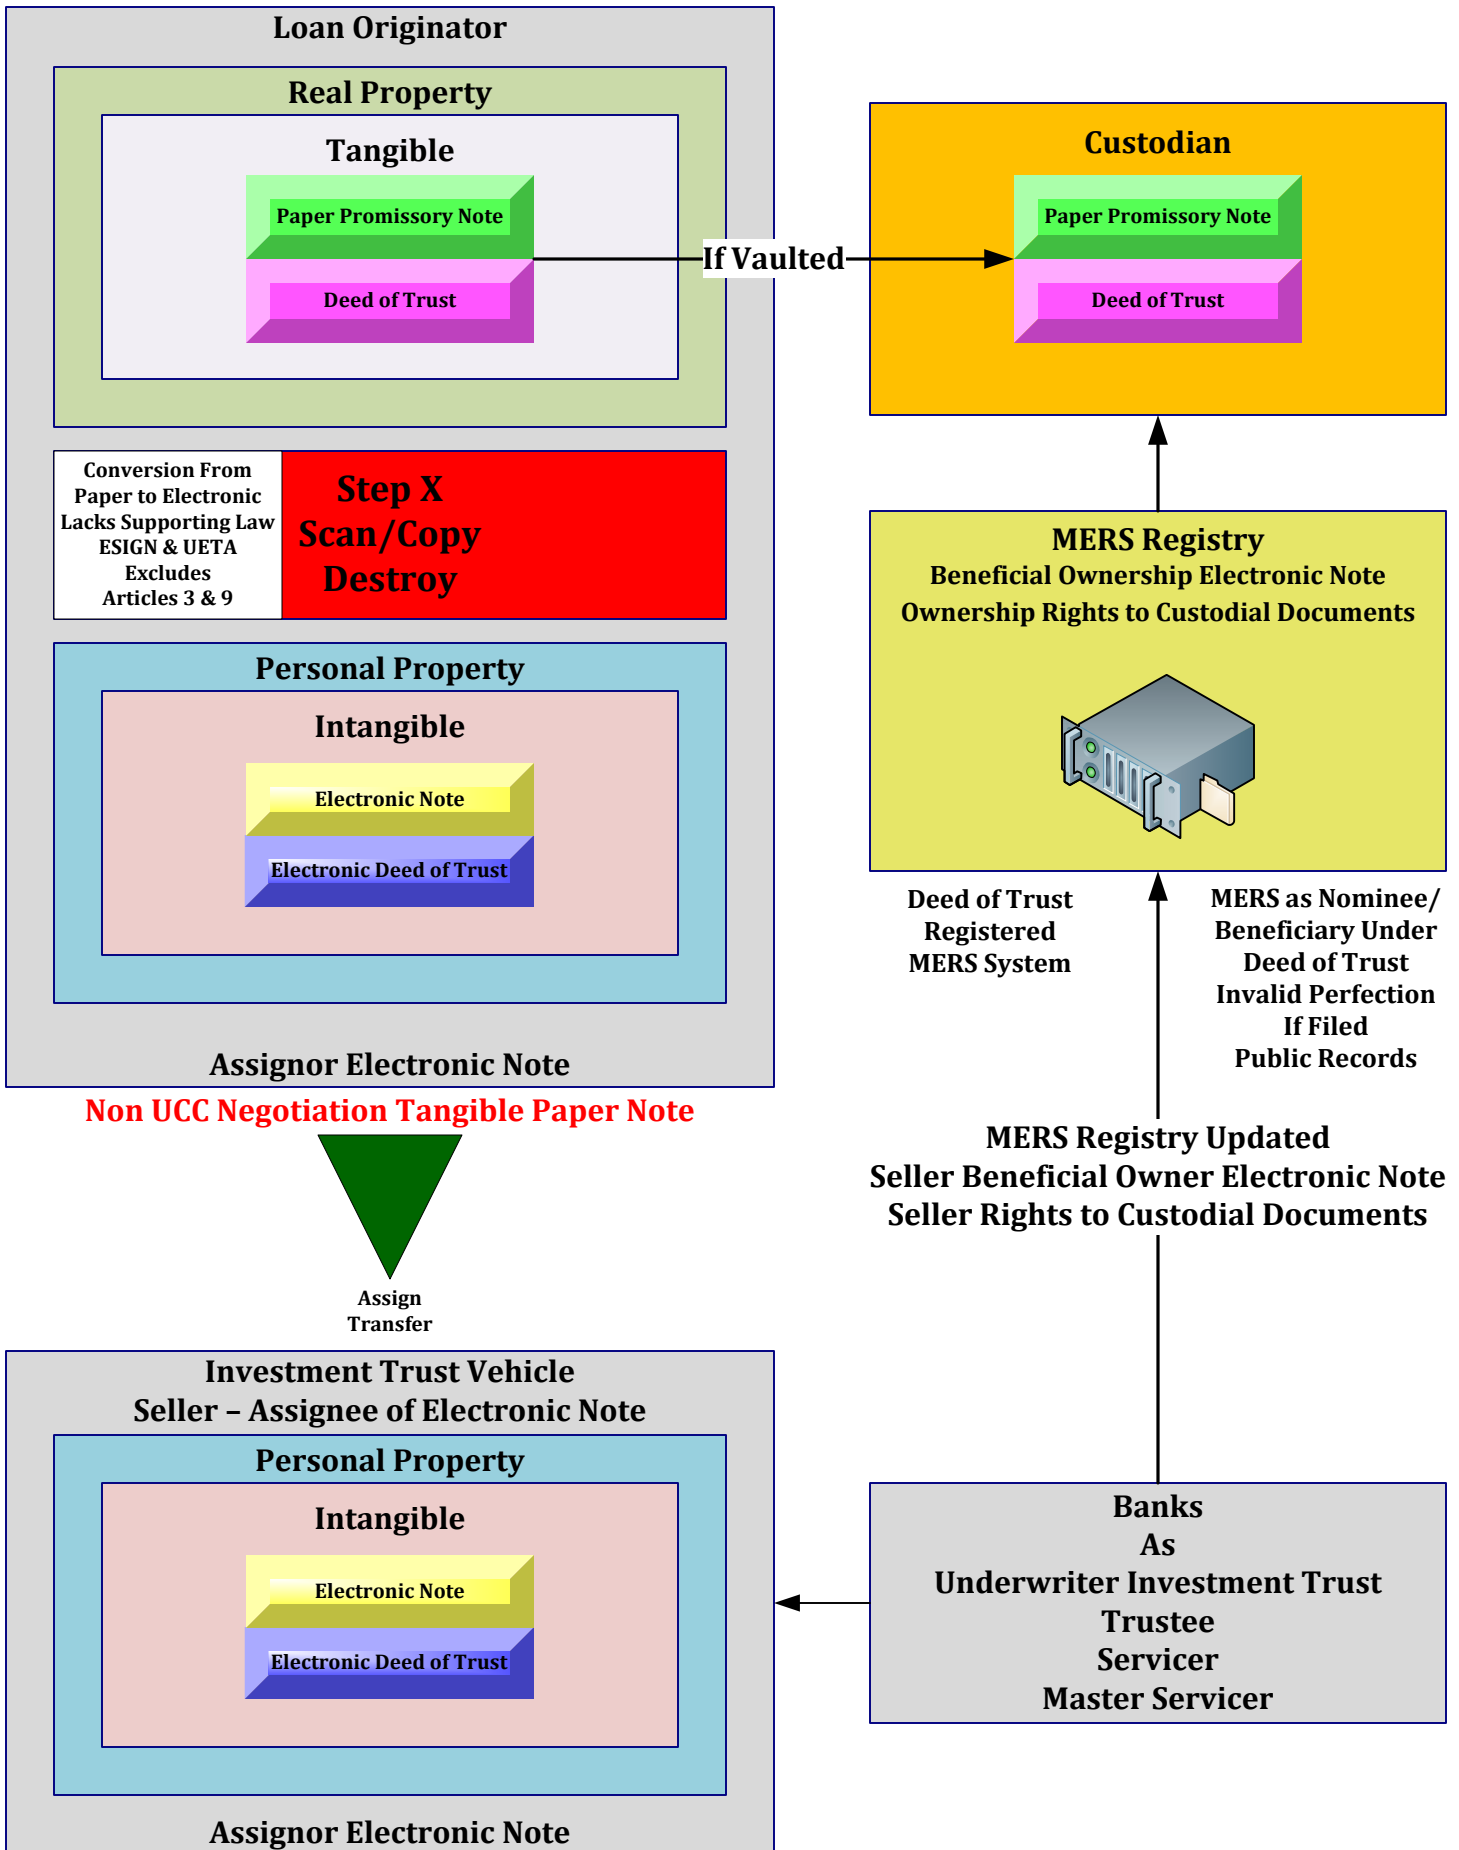 Loan Originator
Real Property
Tangible
Paper Promissory Note
Deed of Trust
If Vaulted
Custodian
Paper Promissory Note
Deed of Trust
Conversion From
Paper to Electronic
Lacks Supporting Law
ESIGN & UETA
Excludes
Articles 3 & 9
Step X
Scan/Copy
Destroy
MERS Registry
Beneficial Ownership Electronic Note
Ownership Rights to Custodial Documents
Personal Property
Intangible
Electronic Note
Electronic Deed of Trust
Assignor Electronic Note
Deed of Trust
Registered
MERS System
MERS as Nominee/
Beneficiary Under
Deed of Trust
Invalid Perfection
If Filed
Public Records
Non UCC Negotiation Tangible Paper Note
MERS Registry Updated
Seller Beneficial Owner Electronic Note
Seller Rights to Custodial Documents
Assign
Transfer
Investment Trust Vehicle
Seller – Assignee of Electronic Note
Personal Property
Intangible
Electronic Note
Electronic Deed of Trust
Assignor Electronic Note
Banks
As
Underwriter Investment Trust
Trustee
Servicer
Master Servicer